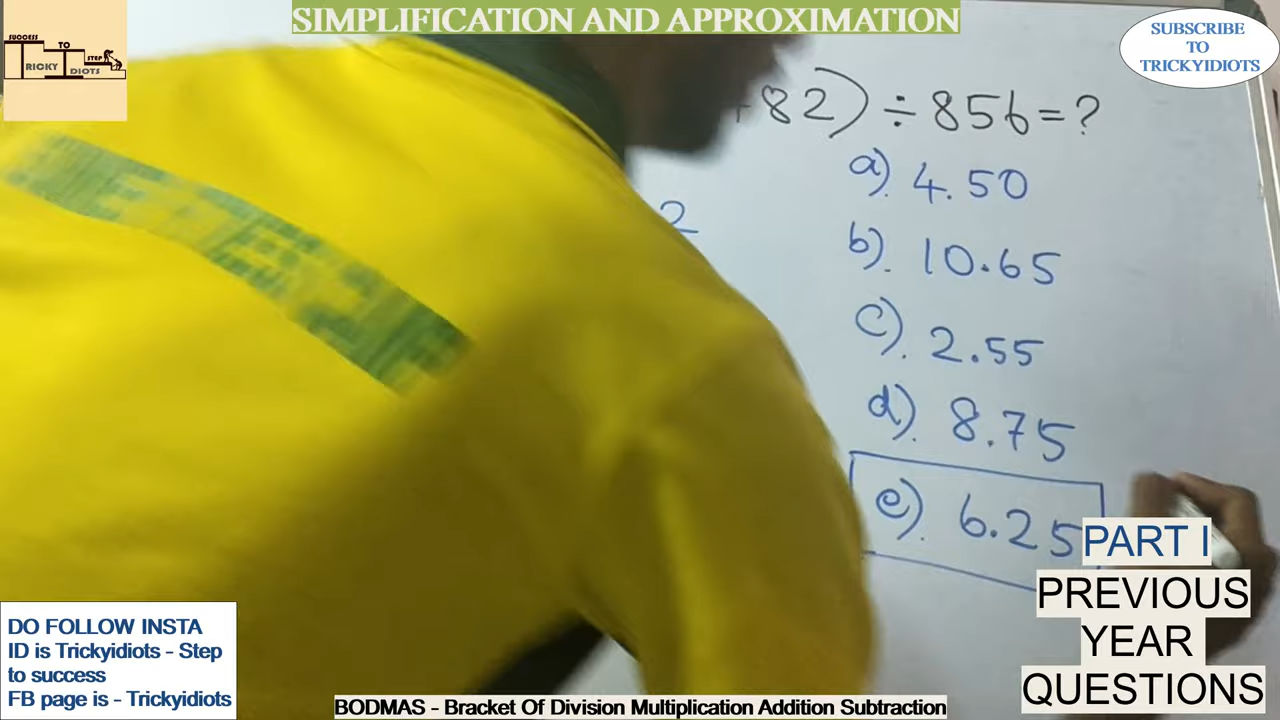 SIMPLIFICATION AND APPROXIMATION
SUCCESS
TO
STEP
TRICKY IDIOTS
SUBSCRIBE
TO
TRICKYIDIOTS
+82) ÷ 856 = ?
a). 4.50
2
b). 10.65
c). 2.55
d). 8.75
e). 6.25
PART I
PREVIOUS
YEAR
QUESTIONS
DO FOLLOW INSTA
ID is Trickyidiots - Step
to success
FB page is - Trickyidiots
BODMAS - Bracket Of Division Multiplication Addition Subtraction